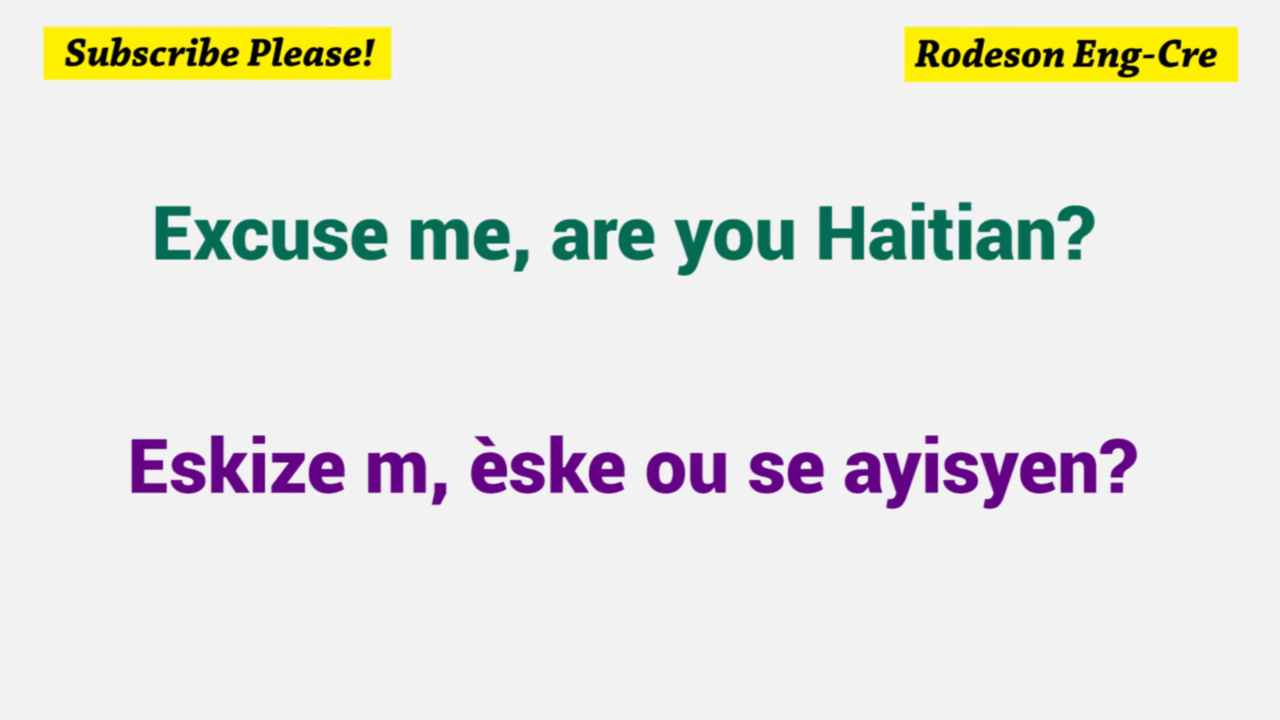 Subscribe Please!
Rodeson Eng-Cre
Excuse me, are you Haitian?
Eskize m, èske ou se ayisyen?